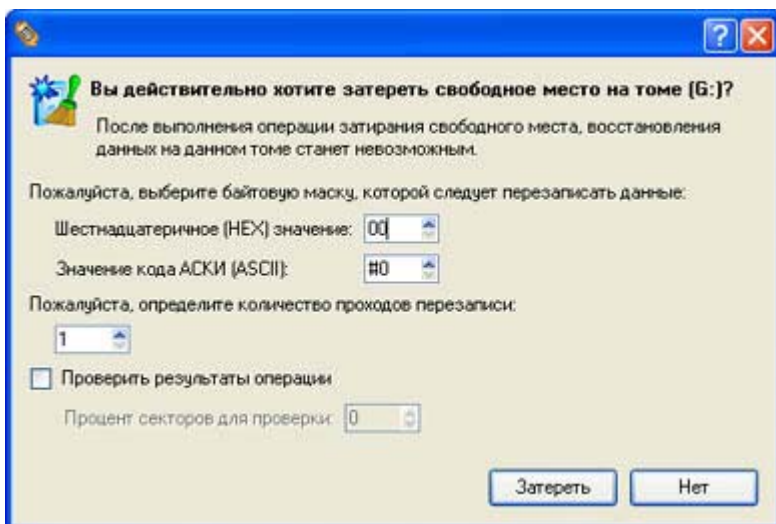 Вы действительно хотите затереть свободное место на томе (G:)?
После выполнения операции затирания свободного места, восстановления
данных на данном томе станет невозможным.
Пожалуйста, выберите байтовую маску, которой следует перезаписать данные:
Шестнадцатеричное (HEX) значение: 00
Значение кода АСКИ (ASCII): #0
Пожалуйста, определите количество проходов перезаписи:
1
Проверить результаты операции
Процент секторов для проверки: 0
Затереть Нет